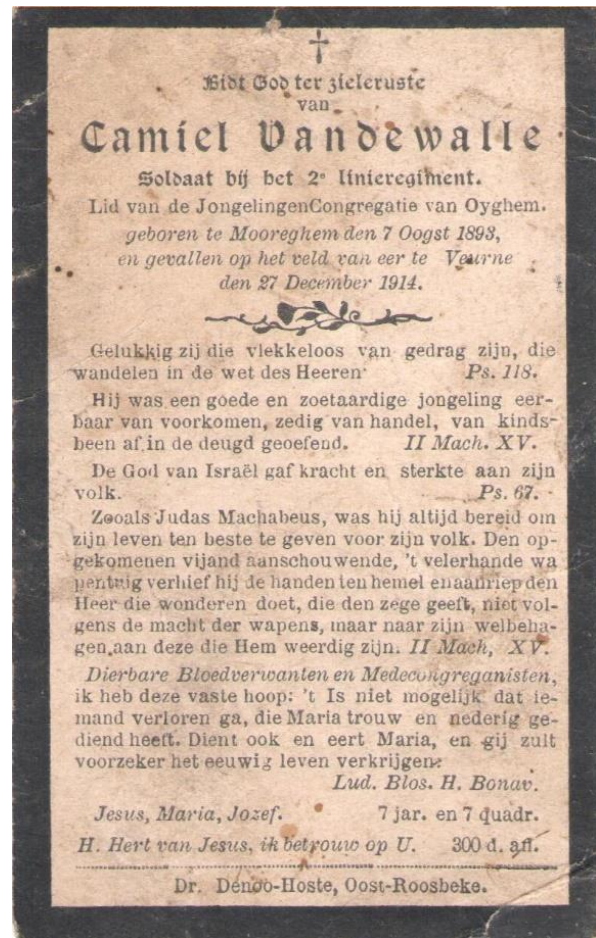 Bidt God ter zieleruste
van
Camiel Vandewalle
Soldaat bij het 2e linieregiment.
Lid van de JongelingenCongregatie van Oyghem.
geboren te Mooreghem den 7 Oogst 1893,
en gevallen op het veld van eer te Veurne
den 27 December 1914.
Gelukkig zij die vlekkeloos van gedrag zijn, die
wandelen in de wet des Heeren Ps. 118.
Hij was een goede en zoetaardige jongeling eer-
baar van voorkomen, zedig van handel, van kinds-
been af in de deugd geoefend. II Mach. XV.
De God van Israël gaf kracht en sterkte aan zijn
volk. Ps. 67.
Zooals Judas Machabeus, was hij altijd bereid om
zijn leven ten beste te geven voor zijn volk. Den op-
gekomenen vijand aanschouwende, 't velerhande wa
pentuig verhief hij de handen ten hemel en aanriep den
Heer die wonderen doet, die den zege geeft, niet vol-
gens de macht der wapens, maar naar zijn welbeha-
gen, aan deze die Hem weerdig zijn. II Mach, XV.
Dierbare Bloedverwanten en Medecongreganisten,
ik heb deze vaste hoop: 't Is niet mogelijk dat ie-
mand verloren ga, die Maria trouw en nederig ge-
diend heeft. Dient ook en eert Maria, en gij zult
voorzeker het eeuwig leven verkrijgen.
Lud. Blos. H. Bonav.
Jesus, Maria, Jozef. 7 jar. en 7 quadr.
H. Hert van Jesus, ik betrouw op U. 300 d. afl.
Dr. Denoo-Hoste, Oost-Roosbeke.